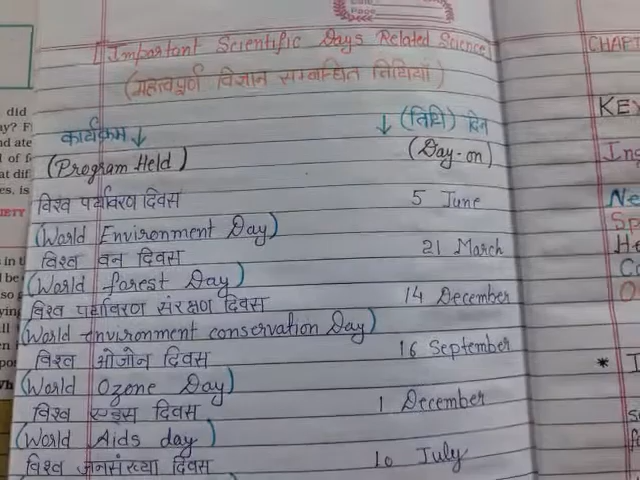 [Important Scientific Days Related Science]
(महत्वपूर्ण विज्ञान सम्बन्धित तिथियाँ)
कार्यक्रम ↓ ↓ (तिथि) दिन
(Program Held) (Day-on)
विश्व पर्यावरण दिवस 5 June
(World Environment Day)
विश्व वन दिवस 21 March
(World forest Day)
विश्व पर्यावरण संरक्षण दिवस 14 December
(World environment conservation Day)
विश्व ओजोन दिवस 16 September
(World Ozone Day)
विश्व एड्स दिवस 1 December
(World Aids day)
विश्व जनसंख्या दिवस 10 July